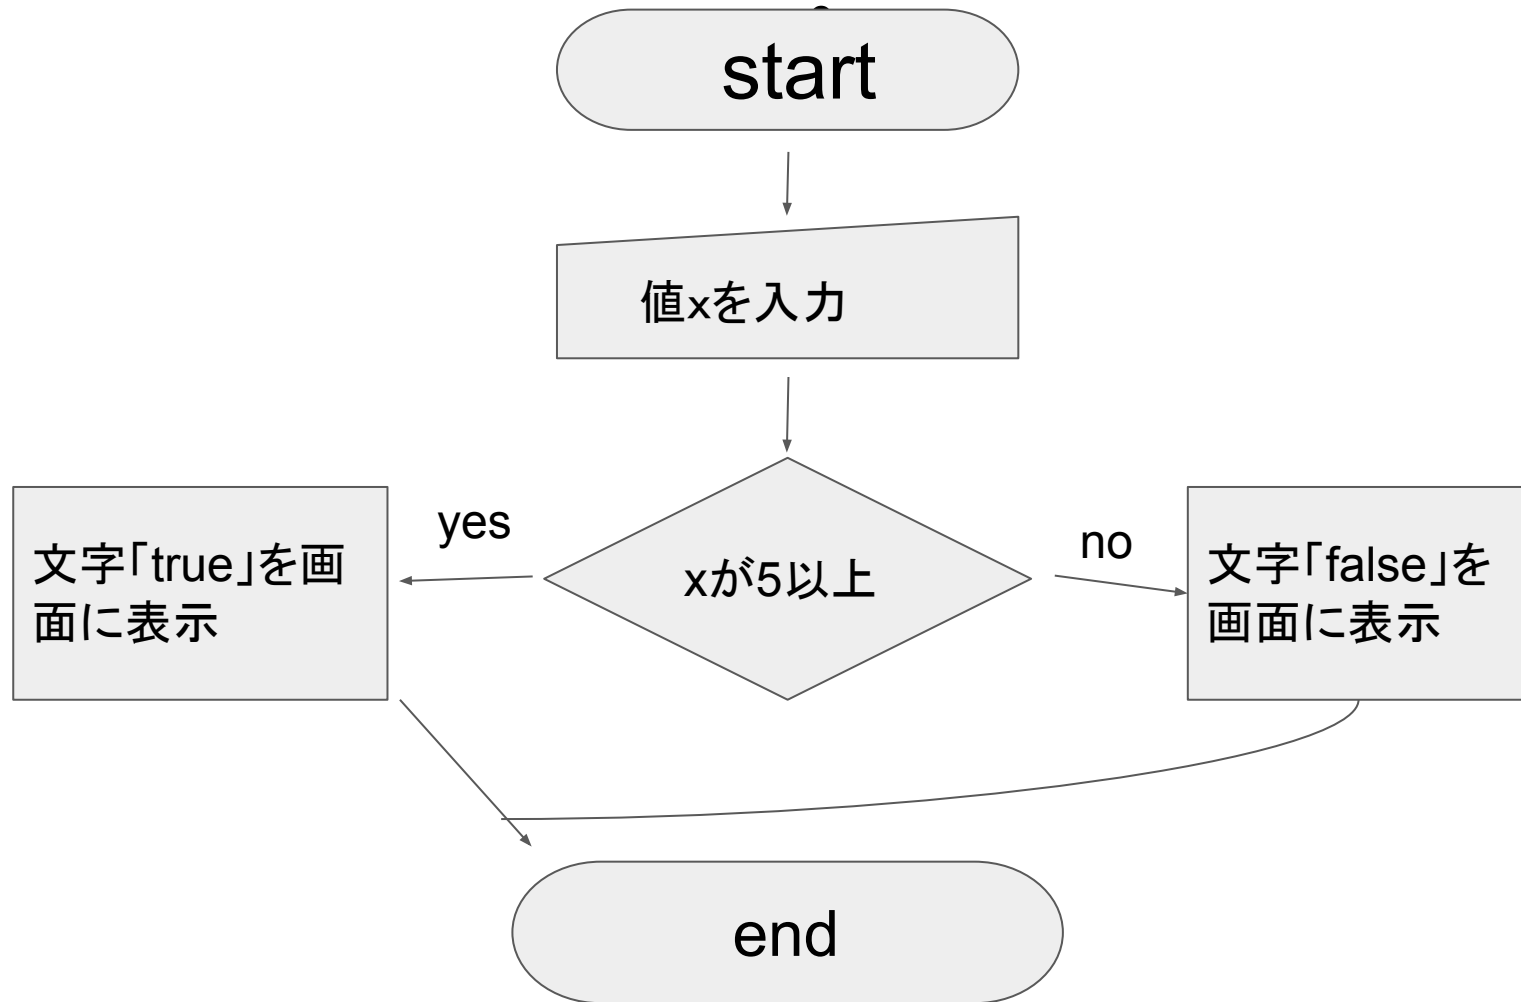 start
値xを入力
yes
no
文字「true」を画
面に表示
xが5以上
文字「false」を
画面に表示
end